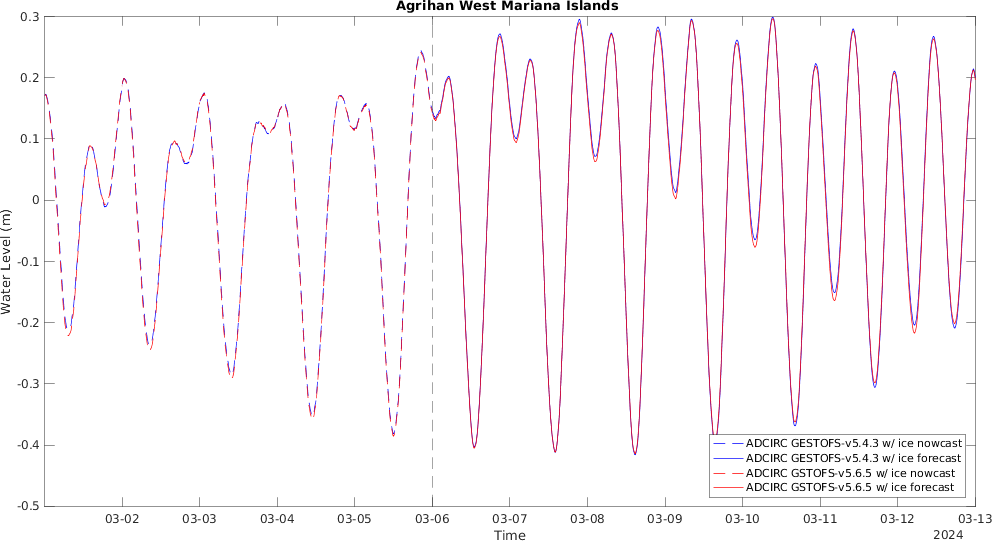 Agrihan West Mariana Islands
0.3
0.2
0.1
0
-0.1
-0.2
-0.3
-0.4
-0.5
Water Level (m)
ADCIRC GESTOFS-v5.4.3 w/ ice nowcast
ADCIRC GESTOFS-v5.4.3 w/ ice forecast
ADCIRC GSTOFS-v5.6.5 w/ ice nowcast
ADCIRC GSTOFS-v5.6.5 w/ ice forecast
03-02 03-03 03-04 03-05 03-06 03-07 03-08 03-09 03-10 03-11 03-12 03-13
Time
2024